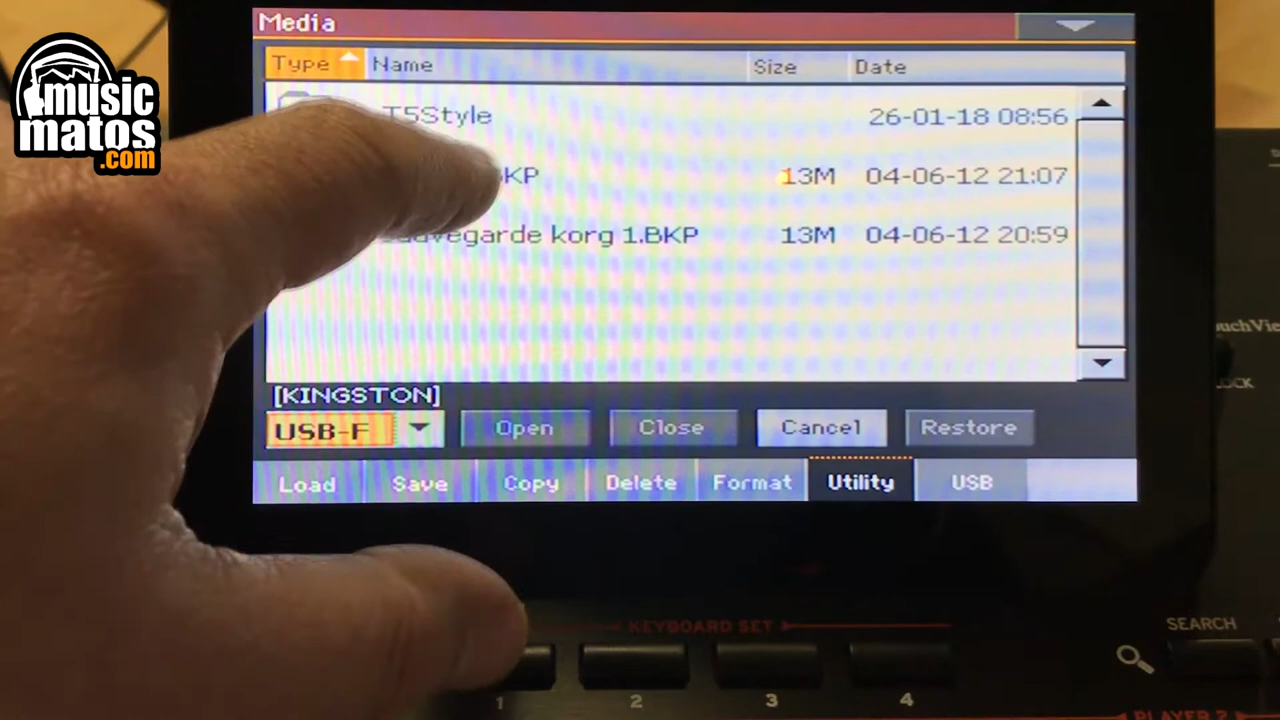 music
matos
.com
Media
Type Name Size Date
T5Style 26-01-18 08:56
BKP 13M 04-06-12 21:07
sauvegarde korg 1.BKP 13M 04-06-12 20:59
[KINGSTON]
USB-F Open Close Cancel Restore
Load Save Copy Delete Format Utility USB
KEYBOARD SET
SEARCH
1 2 3 4